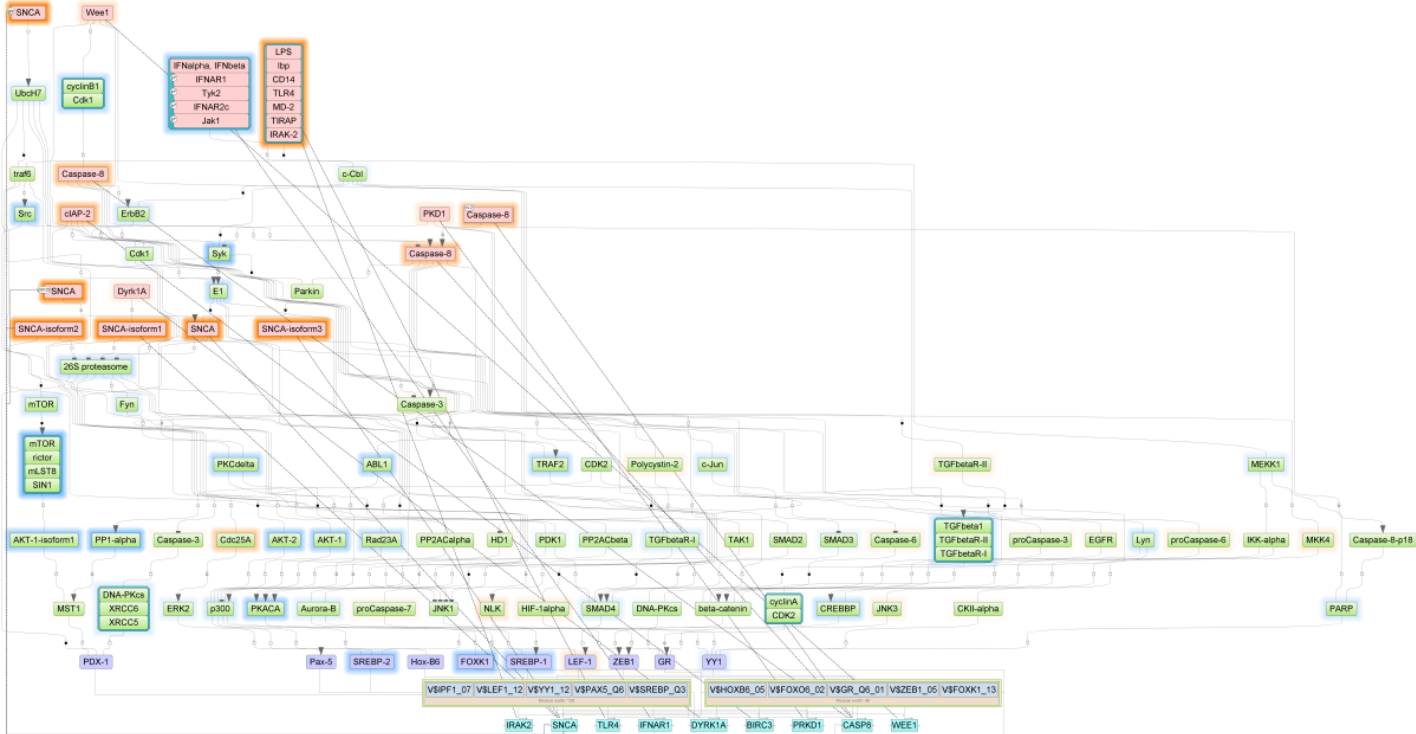 SNCA Wee1
LPS
IFNalpha, IFNbeta lbp
IFNAR1 CD14
UbcH7 cyclinB1 Tyk2 TLR4
Cdk1 IFNAR2c MD-2
Jak1 TIRAP
IRAK-2
traf6 Caspase-8 c-Cbl
Src cIAP-2 ErbB2 PKD1 Caspase-8
Cdk1 Syk Caspase-8
SNCA Dyrk1A E1 Parkin
SNCA-isoform2 SNCA-isoform1 SNCA SNCA-isoform3
26S proteasome
mTOR Fyn Caspase-3
mTOR
rictor PKCdelta ABL1 TRAF2 CDK2 Polycystin-2 c-Jun TGFbetaR-II MEKK1
mLST8
SIN1
TGFbeta1
AKT-1-isoform1 PP1-alpha Caspase-3 Cdc25A AKT-2 AKT-1 Rad23A PP2ACalpha HD1 PDK1 PP2ACbeta TGFbetaR-I TAK1 SMAD2 SMAD3 Caspase-6 TGFbetaR-II proCaspase-3 EGFR Lyn proCaspase-6 IKK-alpha MKK4 Caspase-8-p18
TGFbetaR-I
DNA-PKcs cyclinA
MST1 XRCC6 ERK2 p300 PKACA Aurora-B proCaspase-7 JNK1 NLK HIF-1alpha SMAD4 DNA-PKcs beta-catenin CDK2 CREBBP JNK3 CKII-alpha PARP
XRCC5
PDX-1 Pax-5 SREBP-2 Hox-B6 FOXK1 SREBP-1 LEF-1 ZEB1 GR YY1
V$IPF1_07 V$LEF1_12 V$YY1_12 V$PAX5_Q6 V$SREBP_Q3 V$HOXB6_05 V$FOXO6_02 V$GR_Q6_01 V$ZEB1_05 V$FOXK1_13
IRAK2 SNCA TLR4 IFNAR1 DYRK1A BIRC3 PRKD1 CASP8 WEE1